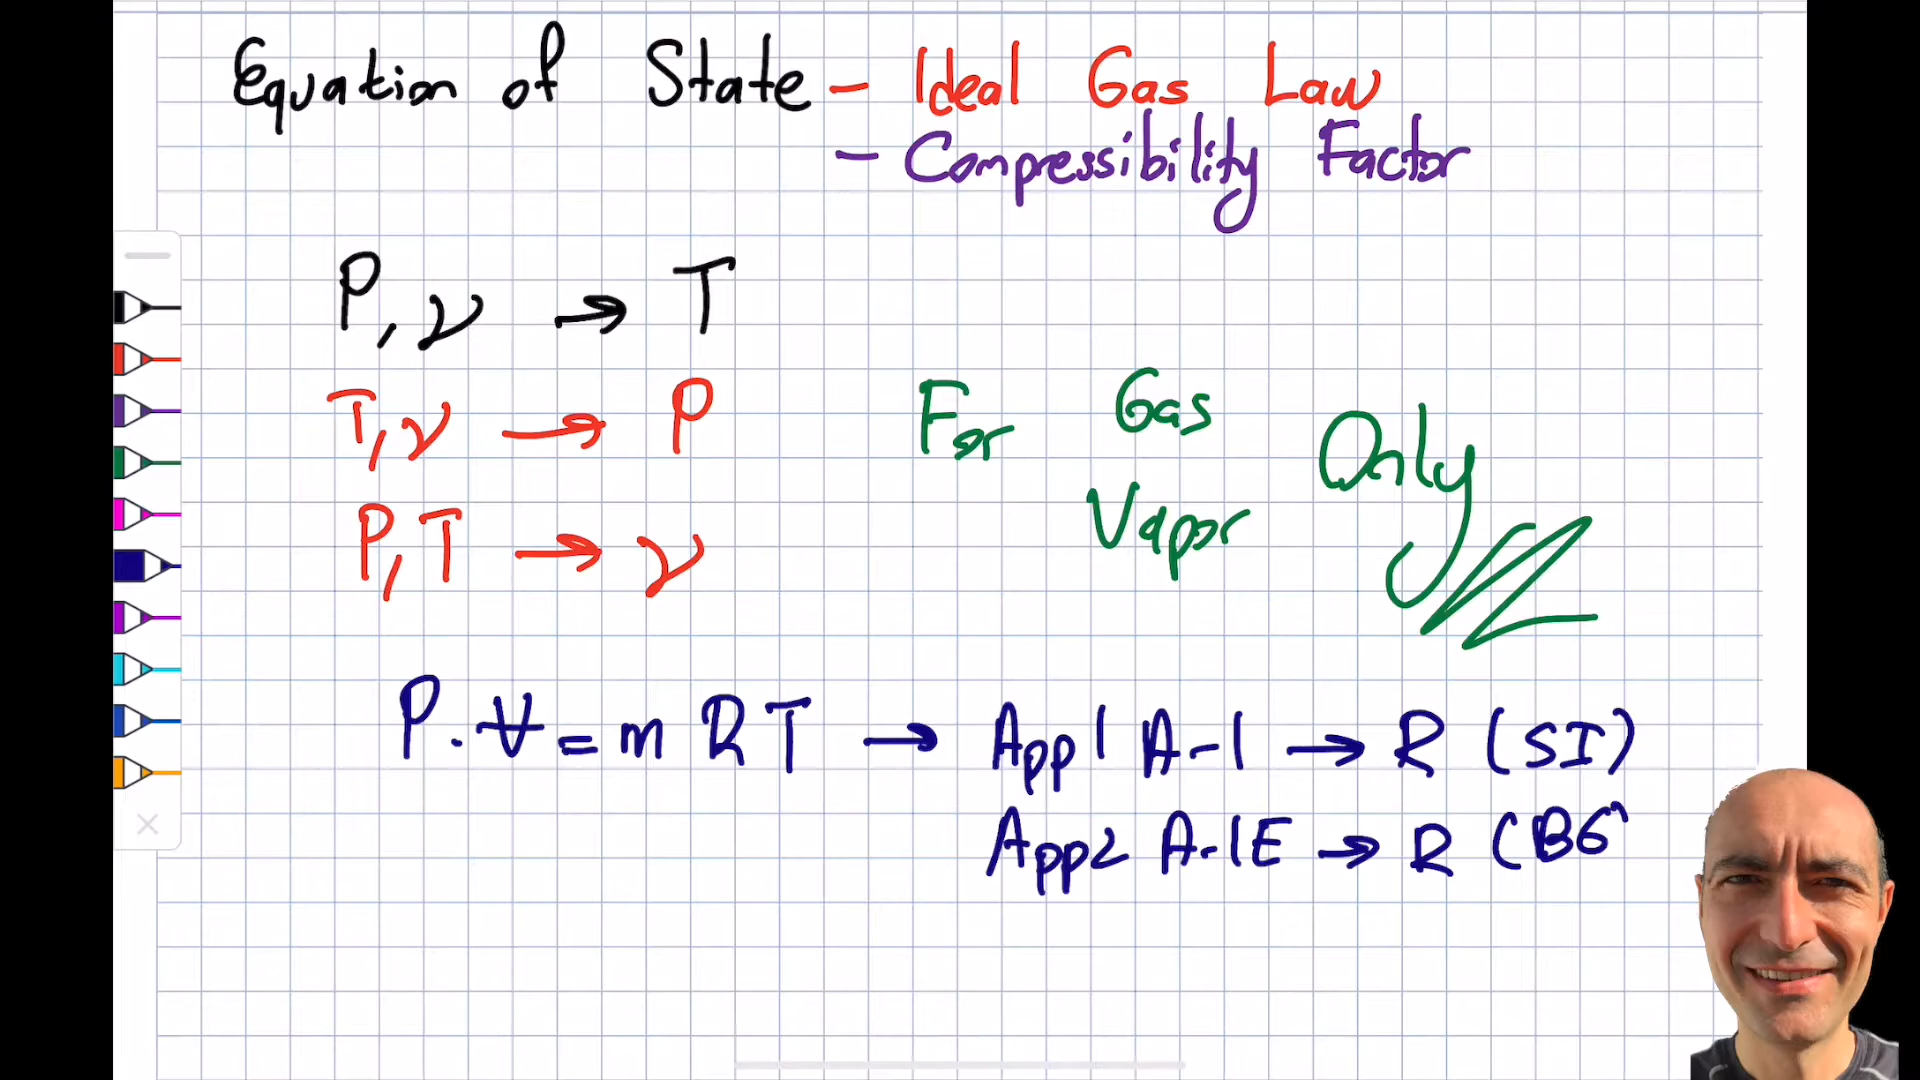 Equation of State - Ideal Gas Law
- Compressibility Factor
P, ν → T
T, ν → P
P, T → ν
For Gas Only
Vapor
P. V = m R T → App1 A-1 → R (SI)
App2 A-1E → R (BG